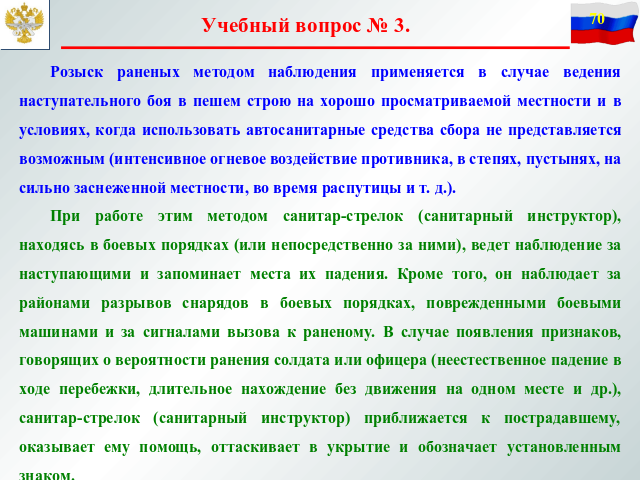 Учебный вопрос № 3.
70
Розыск раненых методом наблюдения применяется в случае ведения
наступательного боя в пешем строю на хорошо просматриваемой местности и в
условиях, когда использовать автосанитарные средства сбора не представляется
возможным (интенсивное огневое воздействие противника, в степях, пустынях, на
сильно заснеженной местности, во время распутицы и т. д.).
При работе этим методом санитар-стрелок (санитарный инструктор),
находясь в боевых порядках (или непосредственно за ними), ведет наблюдение за
наступающими и запоминает места их падения. Кроме того, он наблюдает за
районами разрывов снарядов в боевых порядках, поврежденными боевыми
машинами и за сигналами вызова к раненому. В случае появления признаков,
говорящих о вероятности ранения солдата или офицера (неестественное падение в
ходе перебежки, длительное нахождение без движения на одном месте и др.),
санитар-стрелок (санитарный инструктор) приближается к пострадавшему,
оказывает ему помощь, оттаскивает в укрытие и обозначает установленным
знаком.